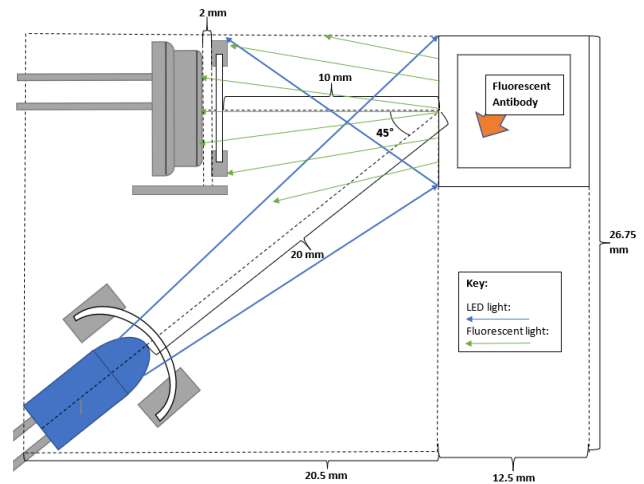 2 mm
10 mm
Fluorescent
Antibody
45°
20 mm
26.75
mm
Key:
LED light:
Fluorescent light:
20.5 mm
12.5 mm